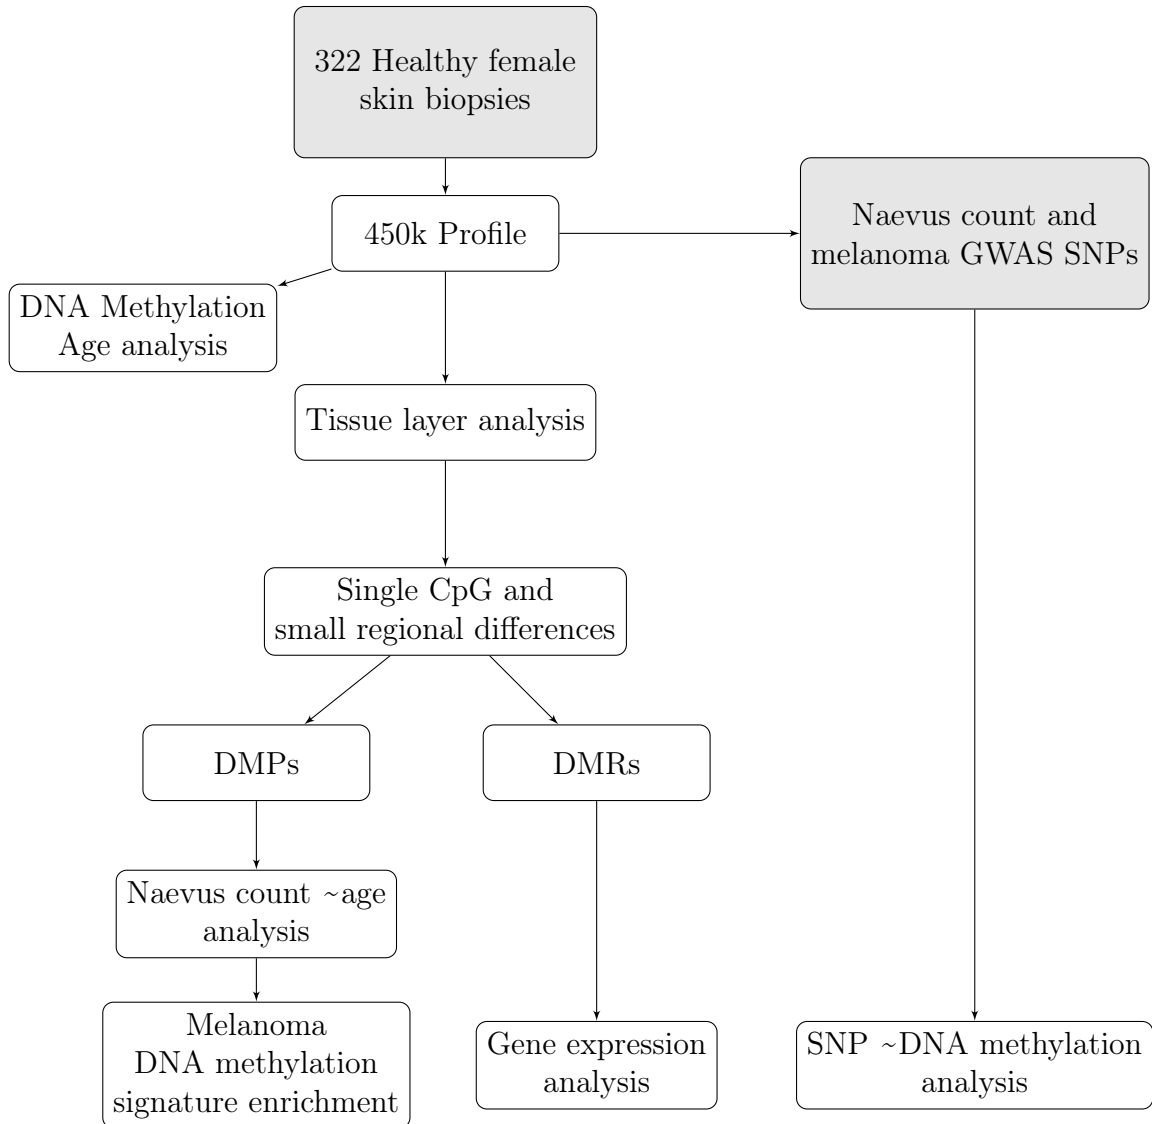 322 Healthy female
skin biopsies
450k Profile
Naevus count and
melanoma GWAS SNPs
DNA Methylation
Age analysis
Tissue layer analysis
Single CpG and
small regional differences
DMPs
DMRs
Naevus count ~age
analysis
Melanoma
DNA methylation
signature enrichment
Gene expression
analysis
SNP ~DNA methylation
analysis